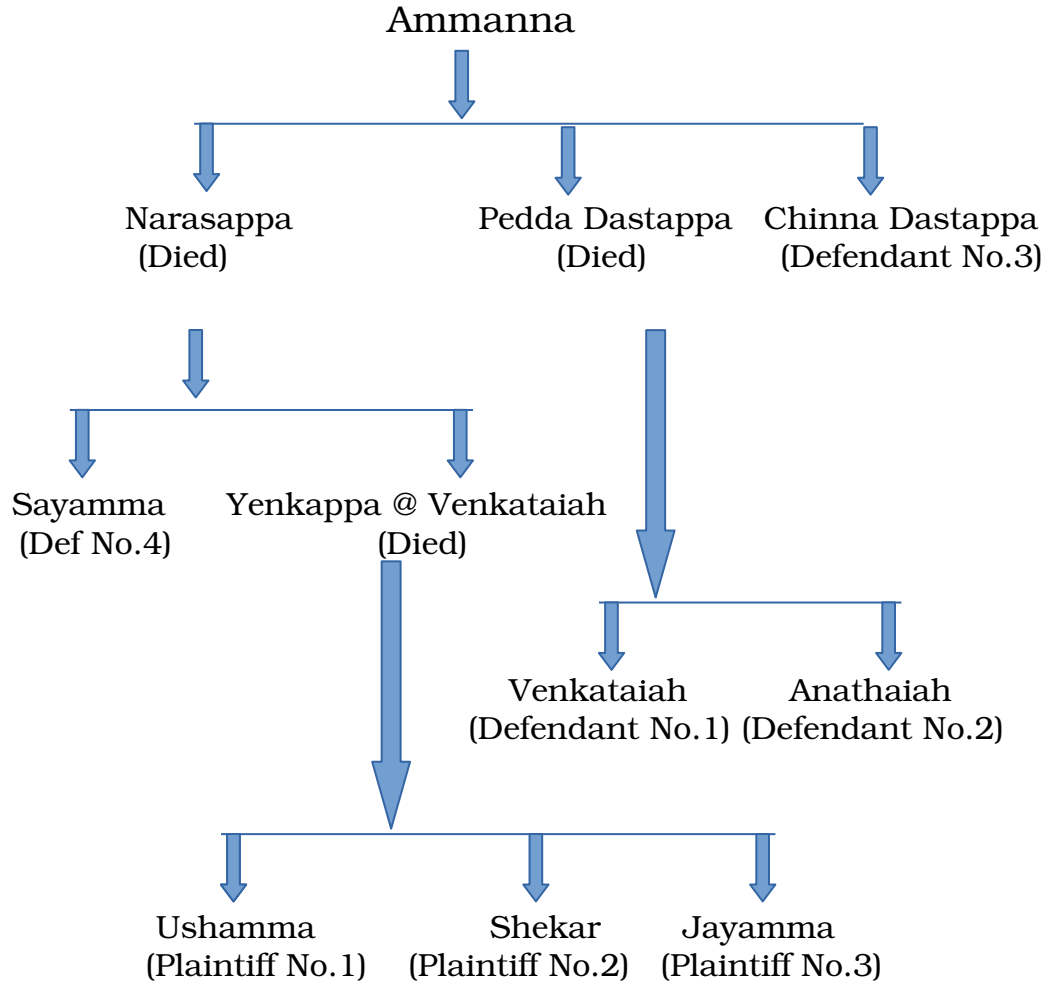 Ammanna
Narasappa
(Died)
Pedda Dastappa
(Died)
Chinna Dastappa
(Defendant No.3)
Sayamma
(Def No.4)
Yenkappa @ Venkataiah
(Died)
Venkataiah
(Defendant No.1)
Anathaiah
(Defendant No.2)
Ushamma
(Plaintiff No.1)
Shekar
(Plaintiff No.2)
Jayamma
(Plaintiff No.3)